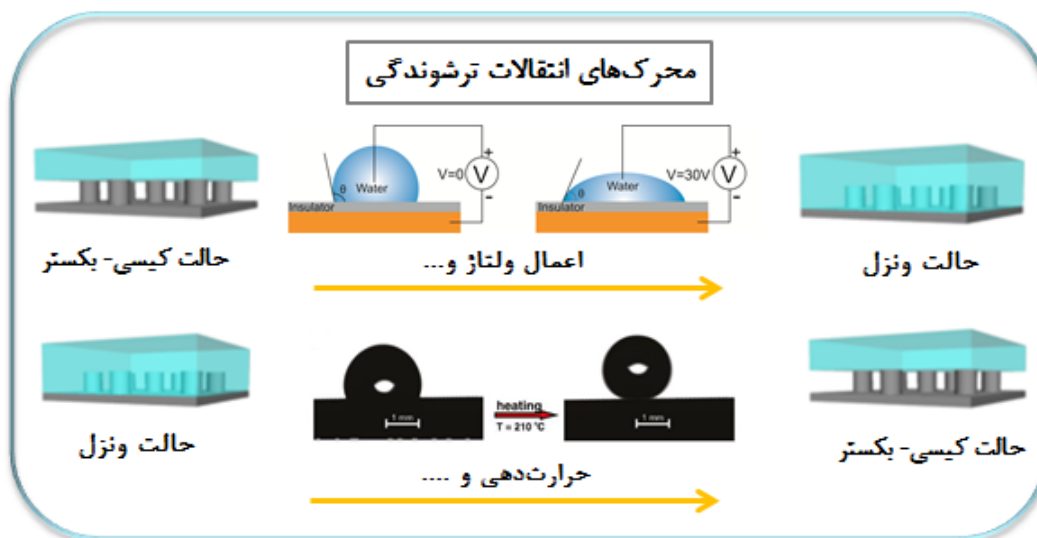 محرک‌های انتقالات ترشوندگی
V=0
V
+
-
θ
Water
Insulator
V=30V
V
+
-
θ
Water
Insulator
حالت کیسی- بکستر
اعمال ولتاژ و...
حالت ونزل
1 mm
heating
T = 210 °C
1 mm
حالت ونزل
حرارت‌دهی و ....
حالت کیسی- بکستر